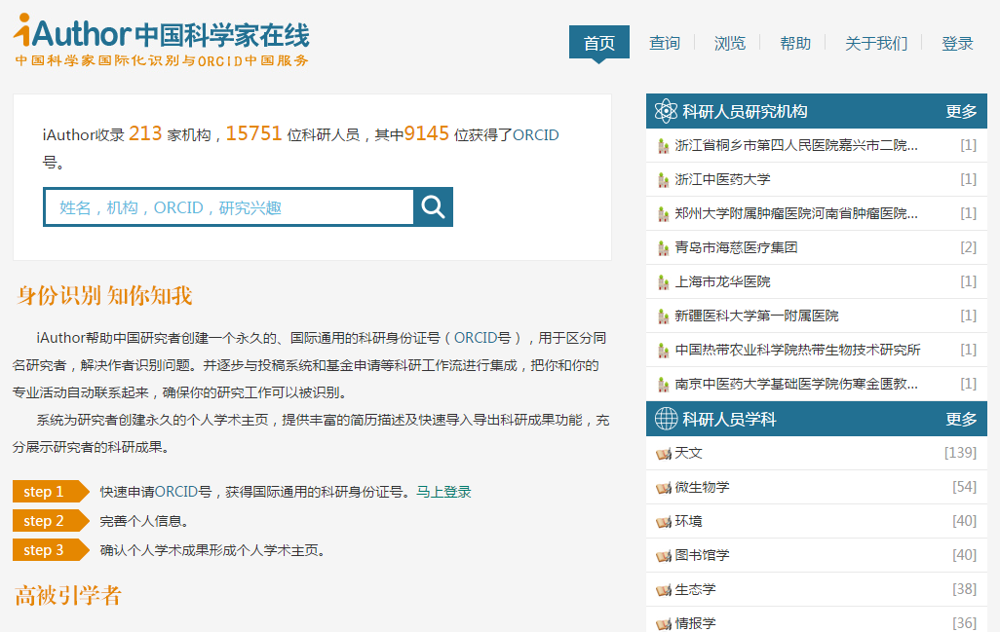 iAuthor中国科学家在线
中国科学家国际化识别与ORCID中国服务
首页 查询 浏览 帮助 关于我们 登录
iAuthor收录 213 家机构，15751 位科研人员，其中9145 位获得了ORCID
号。
姓名，机构，ORCID，研究兴趣
身份识别 知你知我
iAuthor帮助中国研究者创建一个永久的、国际通用的科研身份证号（ORCID号），用于区分同
名研究者，解决作者识别问题。并逐步与投稿系统和基金申请等科研工作流进行集成，把你和你的
专业活动自动联系起来，确保你的研究工作可以被识别。
系统为研究者创建永久的个人学术主页，提供丰富的简历描述及快速导入导出科研成果功能，充
分展示研究者的科研成果。
step 1 快速申请ORCID号，获得国际通用的科研身份证号。马上登录
step 2 完善个人信息。
step 3 确认个人学术成果形成个人学术主页。
高被引学者
科研人员研究机构 更多
浙江省桐乡市第四人民医院嘉兴市二院... [1]
浙江中医药大学 [1]
郑州大学附属肿瘤医院河南省肿瘤医院... [1]
青岛市海慈医疗集团 [2]
上海市龙华医院 [1]
新疆医科大学第一附属医院 [1]
中国热带农业科学院热带生物技术研究所 [1]
南京中医药大学基础医学院伤寒金匮教... [1]
科研人员学科 更多
天文 [139]
微生物学 [54]
环境 [40]
图书馆学 [40]
生态学 [38]
情报学 [36]